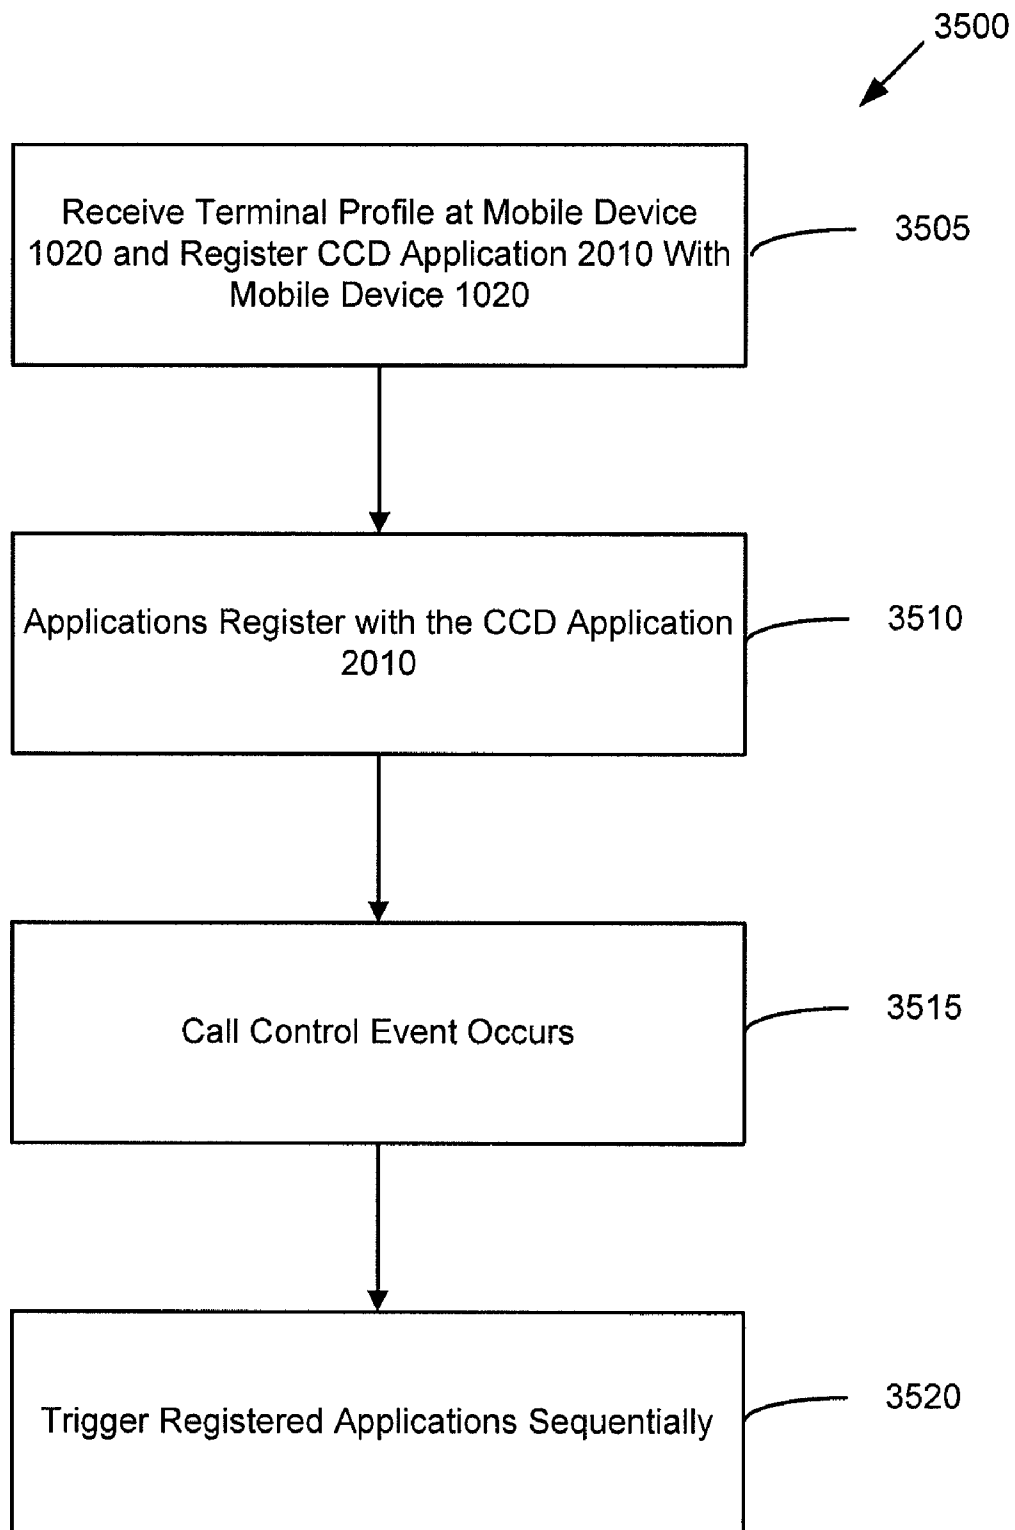 3500
Receive Terminal Profile at Mobile Device
1020 and Register CCD Application 2010 With
Mobile Device 1020
3505
Applications Register with the CCD Application
2010
3510
Call Control Event Occurs
3515
Trigger Registered Applications Sequentially
3520